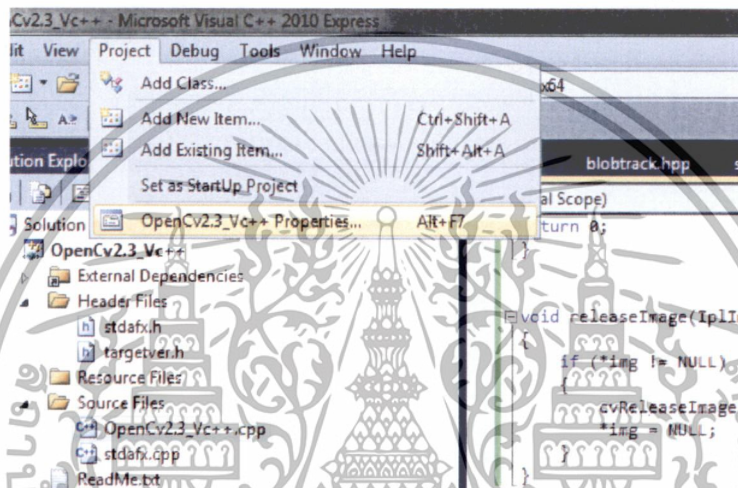 Cv2.3_Vc++ - Microsoft Visual C++ 2010 Express
View Project Debug Tools Window Help
Add Class...
x64
Add New Item... Ctrl+Shift+A
Add Existing Item... Shift+Alt+A
blobtrack.hpp
Set as StartUp Project
al Scope)
Solution
OpenCv2.3_Vc++ Properties... Alt+F7
turn 0;
OpenCv2.3_Vc++
}
External Dependencies
Header Files
void releaseImage(IplI
stdafx.h
{
targetver.h
if (*img != NULL)
Resource Files
{
Source Files
cvReleaseImage
OpenCv2.3_Vc++.cpp
*img = NULL;
stdafx.cpp
}
ReadMe.txt
}